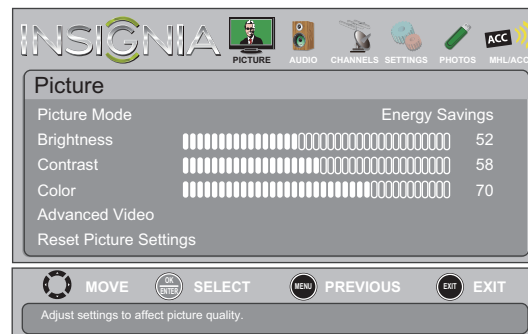 INSIGNIA PICTURE AUDIO CHANNELS SETTINGS PHOTOS MHL/ACC ACC
Picture
Picture Mode Energy Savings
Brightness 52
Contrast 58
Color 70
Advanced Video
Reset Picture Settings
MOVE OK ENTER SELECT MENU PREVIOUS EXIT EXIT
Adjust settings to affect picture quality.